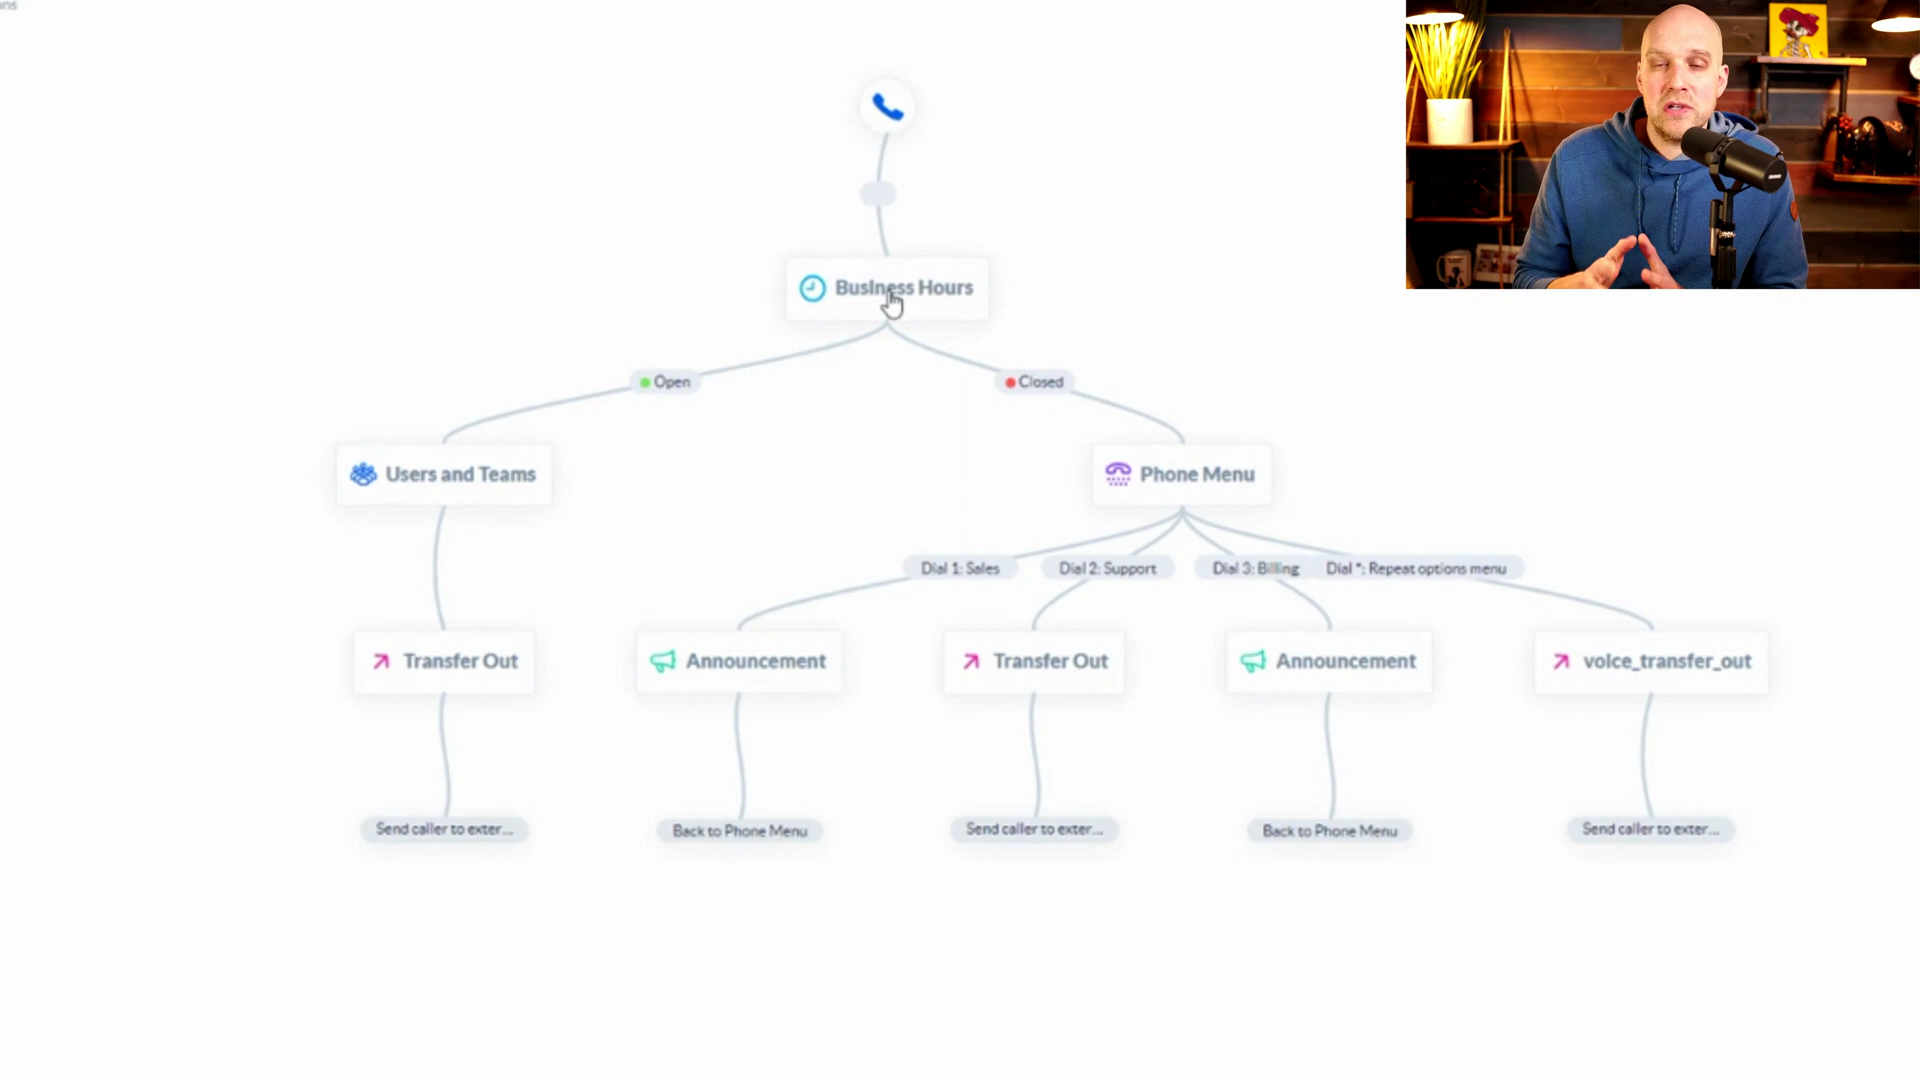 ons
Business Hours
Open
Closed
Users and Teams
Phone Menu
Dial 1: Sales
Dial 2: Support
Dial 3: Billing
Dial *: Repeat options menu
Transfer Out
Announcement
Transfer Out
Announcement
voice_transfer_out
Send caller to exter...
Back to Phone Menu
Send caller to exter...
Back to Phone Menu
Send caller to exter...